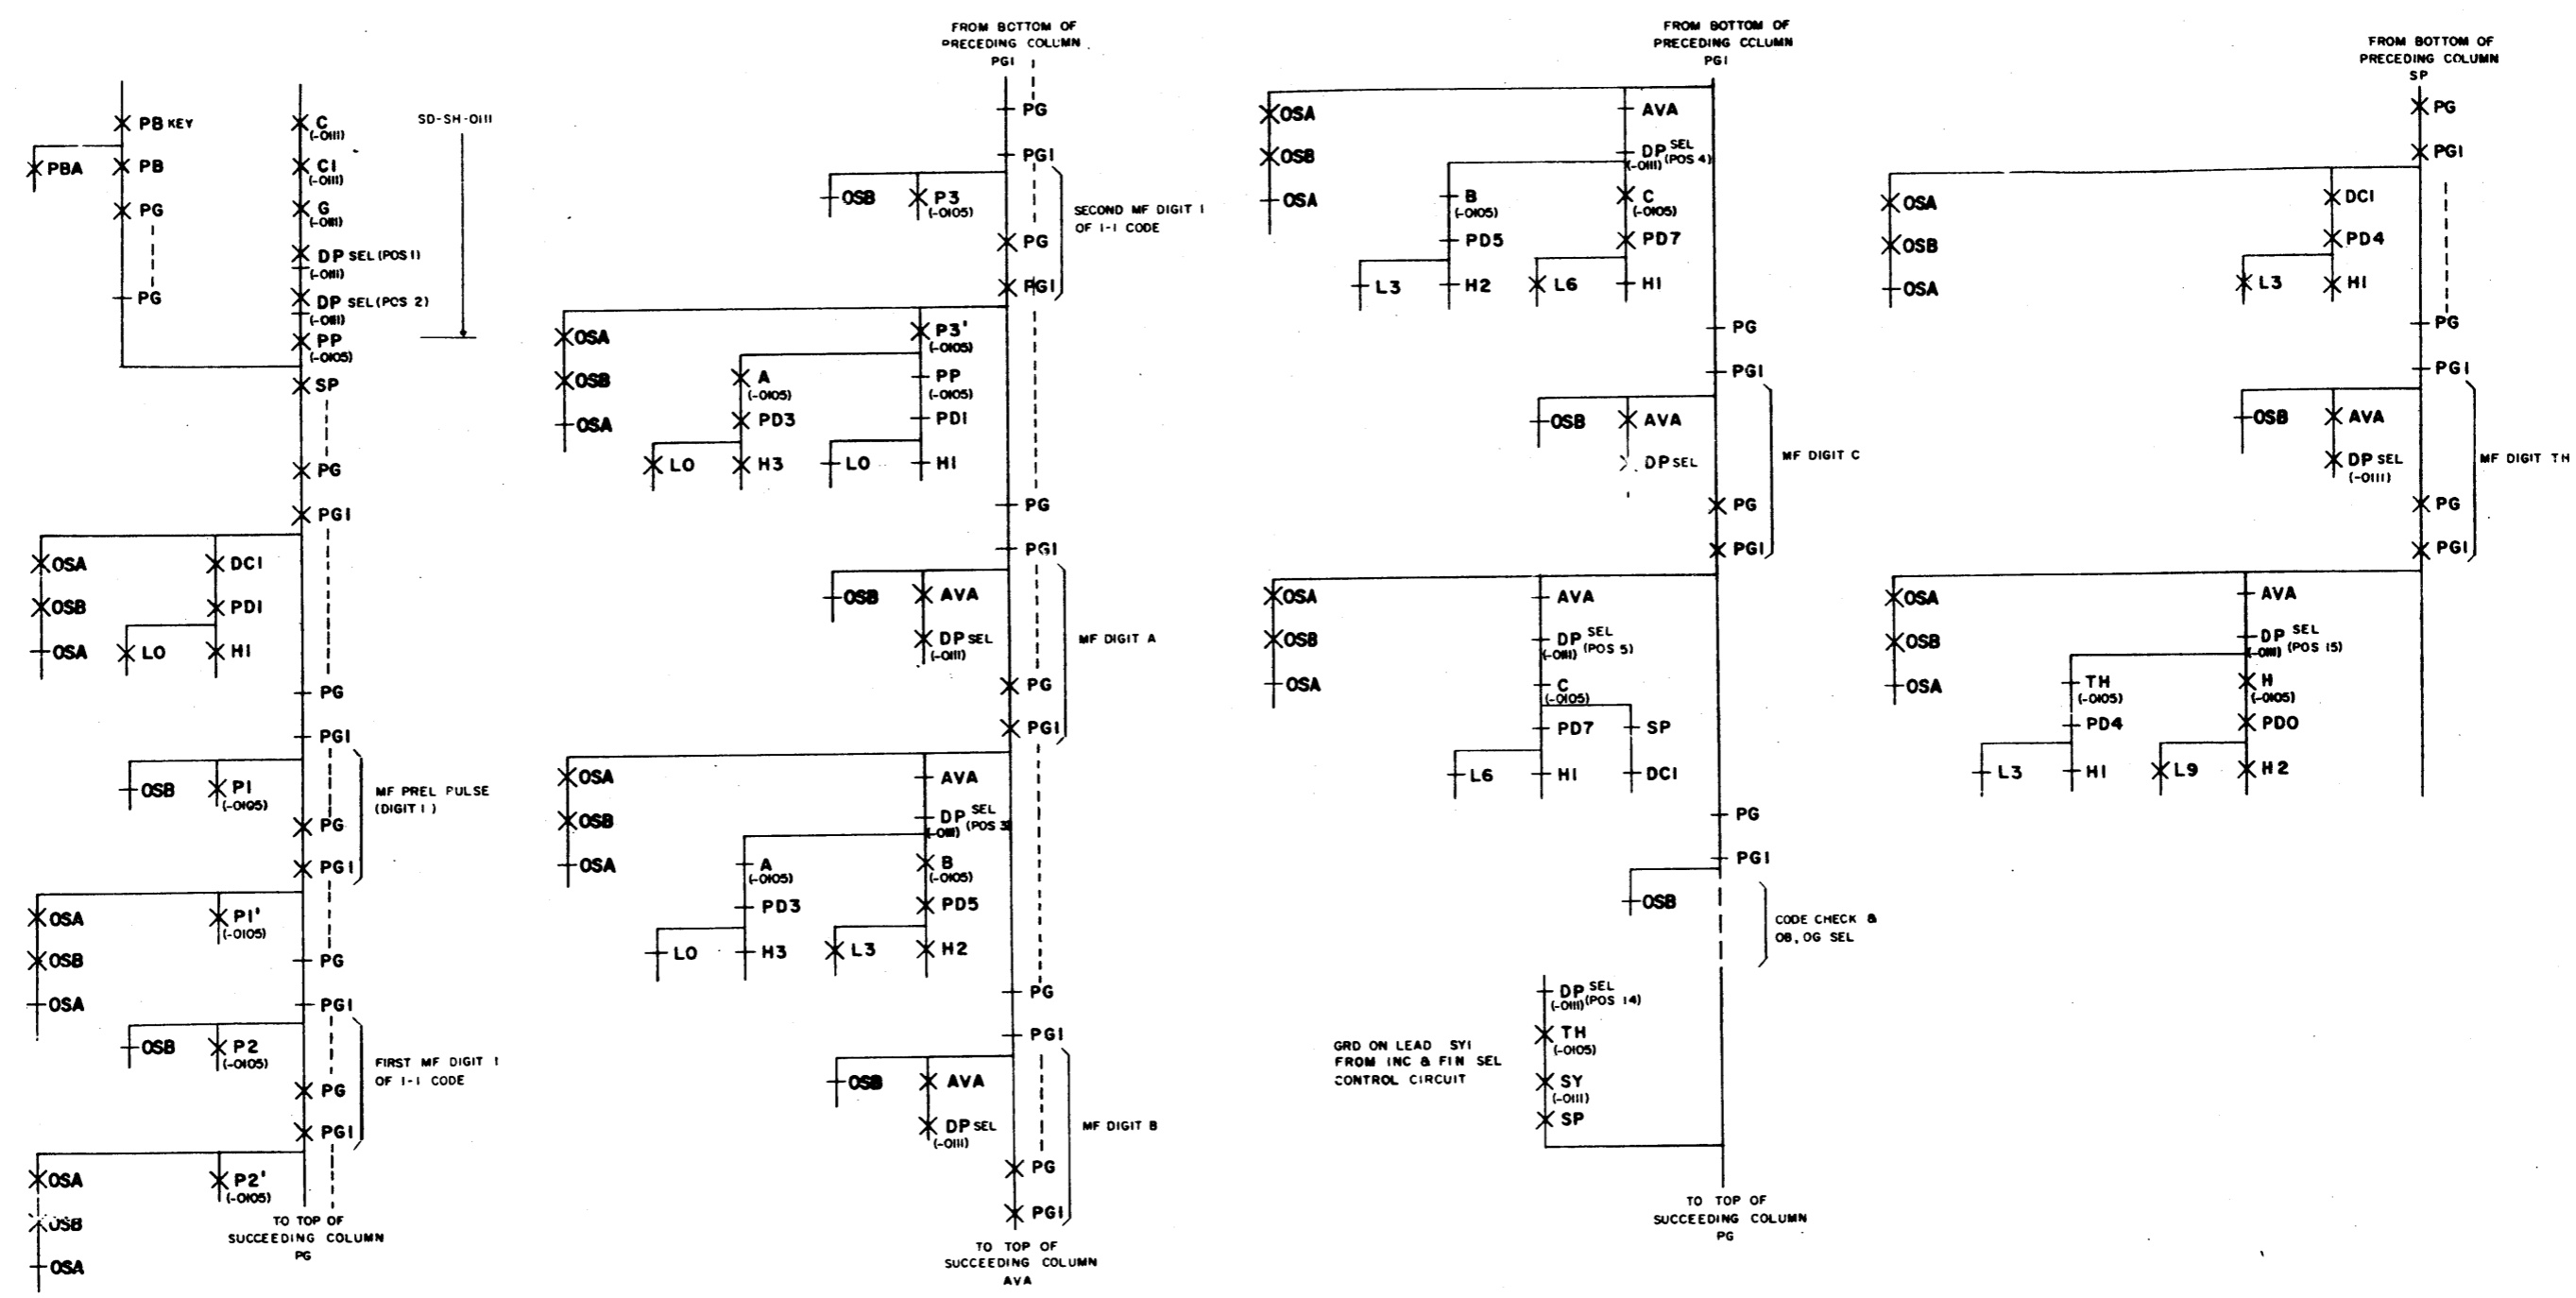 PB KEY
PBA
PB
PG
PG
C
(-0111)
C1
(-0111)
G
(-0111)
DP SEL (POS 1)
(-0111)
DP SEL (POS 2)
(-0111)
PP
(-0105)
SD-SH-0111
SP
PG
PG1
OSA
DC1
OSB
PD1
OSA
L0
H1
PG
PG1
OSB
P1
(-0105)
MF PREL PULSE
(DIGIT 1)
PG
PG1
OSA
P1'
(-0105)
OSB
PG
OSA
PG1
OSB
P2
(-0105)
FIRST MF DIGIT 1
OF 1-1 CODE
PG
PG1
OSA
P2'
(-0105)
OSB
OSA
TO TOP OF
SUCCEEDING COLUMN
PG
FROM BOTTOM OF
PRECEDING COLUMN
PG1
PG
PG1
OSB
P3
(-0105)
SECOND MF DIGIT 1
OF 1-1 CODE
PG
PG1
OSA
P3'
(-0105)
OSB
A
(-0105)
PP
(-0105)
OSA
PD3
PD1
L0
H3
L0
H1
PG
PG1
OSB
AVA
DP SEL
(-0111)
MF DIGIT A
PG
PG1
OSA
AVA
OSB
DP SEL
(-0111) (POS 3)
OSA
A
(-0105)
B
(-0105)
PD3
PD5
L0
H3
L3
H2
PG
PG1
OSB
AVA
DP SEL
(-0111)
MF DIGIT B
PG
PG1
TO TOP OF
SUCCEEDING COLUMN
AVA
FROM BOTTOM OF
PRECEDING COLUMN
PG1
OSA
AVA
OSB
DP SEL
(-0111) (POS 4)
OSA
B
(-0105)
C
(-0105)
PD5
PD7
L3
H2
L6
H1
PG
PG1
OSB
AVA
DP SEL
MF DIGIT C
PG
PG1
OSA
AVA
OSB
DP SEL
(-0111) (POS 5)
OSA
C
(-0105)
PD7
SP
L6
H1
DC1
PG
PG1
OSB
CODE CHECK &
OB, OG SEL
DP SEL
(-0111) (POS 14)
GRD ON LEAD SY1
FROM INC & FIN SEL
CONTROL CIRCUIT
TH
(-0105)
SY
(-0111)
SP
TO TOP OF
SUCCEEDING COLUMN
PG
FROM BOTTOM OF
PRECEDING COLUMN
SP
PG
PG1
OSA
DC1
OSB
PD4
OSA
L3
H1
PG
PG1
OSB
AVA
DP SEL
(-0111)
MF DIGIT TH
PG
PG1
OSA
AVA
OSB
DP SEL
(-0111) (POS 15)
OSA
TH
(-0105)
H
(-0105)
PD4
PD0
L3
H1
L9
H2